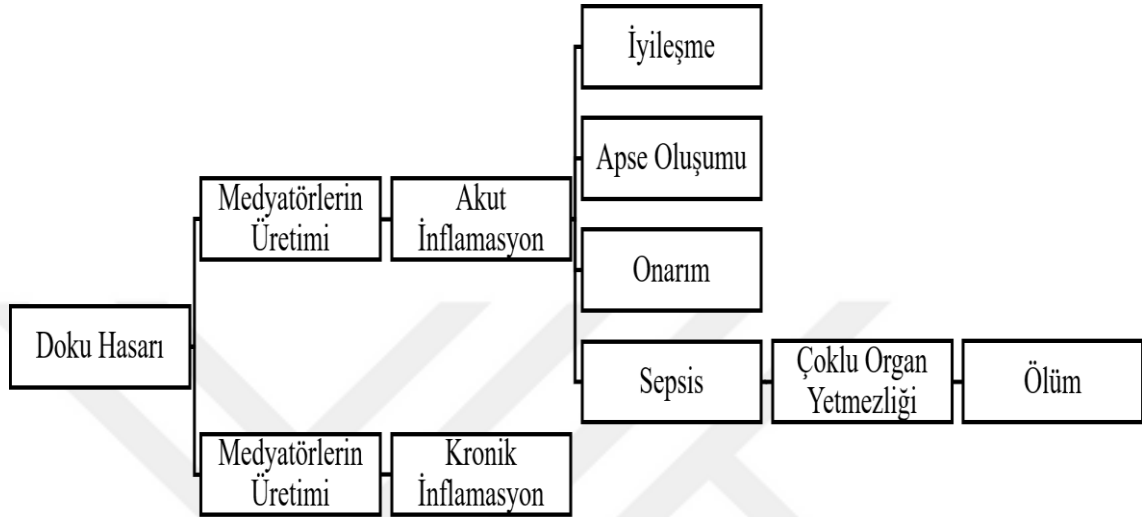 İyileşme
Apse Oluşumu
Medyatörlerin
Üretimi
Akut
İnflamasyon
Onarım
Doku Hasarı
Sepsis
Çoklu Organ
Yetmezliği
Ölüm
Medyatörlerin
Üretimi
Kronik
İnflamasyon